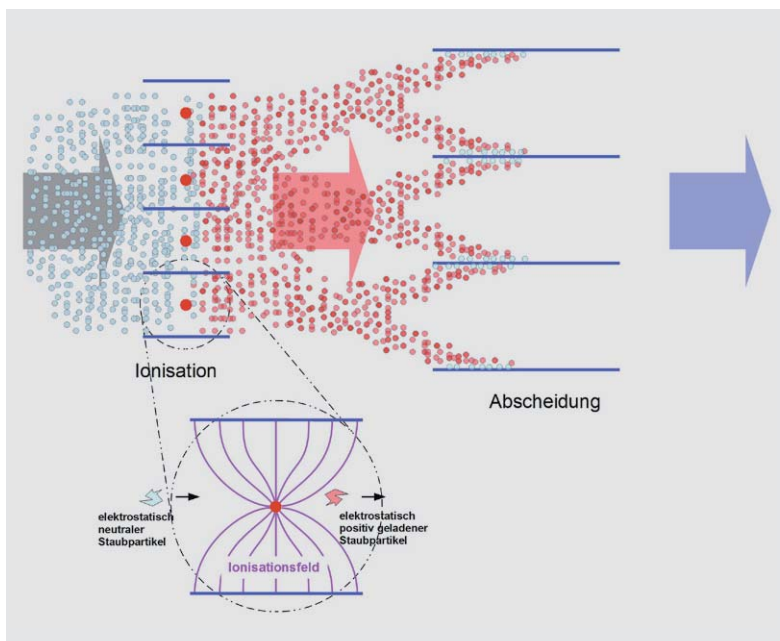 Ionisation
Abscheidung
elektrostatisch
neutraler
Staubpartikel
elektrostatisch
positiv geladener
Staubpartikel
Ionisationsfeld